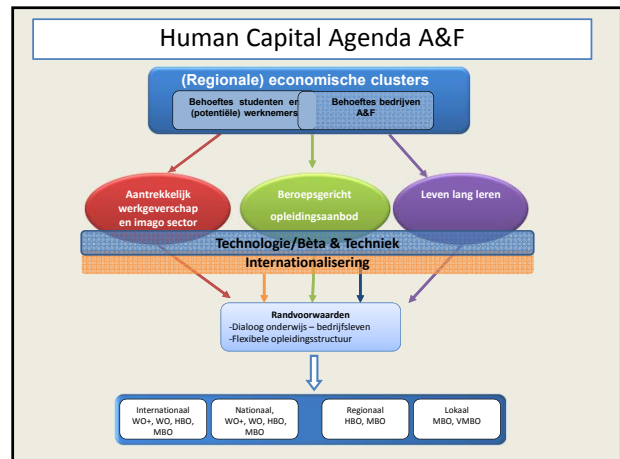 Human Capital Agenda A&F
(Regionale) economische clusters
Behoeftes studenten en
(potentiële) werknemers
Behoeftes bedrijven
A&F
Aantrekkelijk
werkgeverschap
en imago sector
Beroepsgericht
opleidingsaanbod
Leven lang leren
Technologie/Bèta & Techniek
Internationalisering
Randvoorwaarden
-Dialoog onderwijs – bedrijfsleven
-Flexibele opleidingsstructuur
Internationaal
WO+, WO, HBO,
MBO
Nationaal,
WO+, WO, HBO,
MBO
Regionaal
HBO, MBO
Lokaal
MBO, VMBO